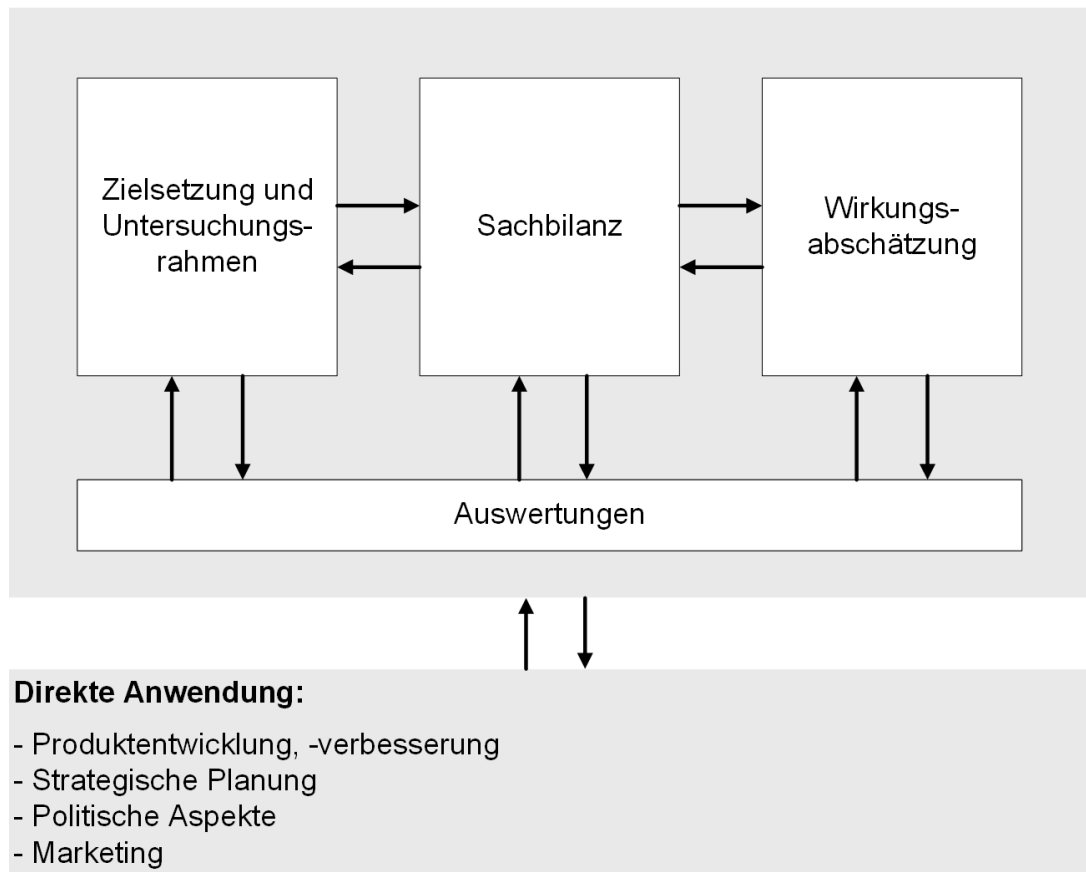 Zielsetzung und
Untersuchungs-
rahmen
Sachbilanz
Wirkungs-
abschätzung
Auswertungen
Direkte Anwendung:
- Produktentwicklung, -verbesserung
- Strategische Planung
- Politische Aspekte
- Marketing